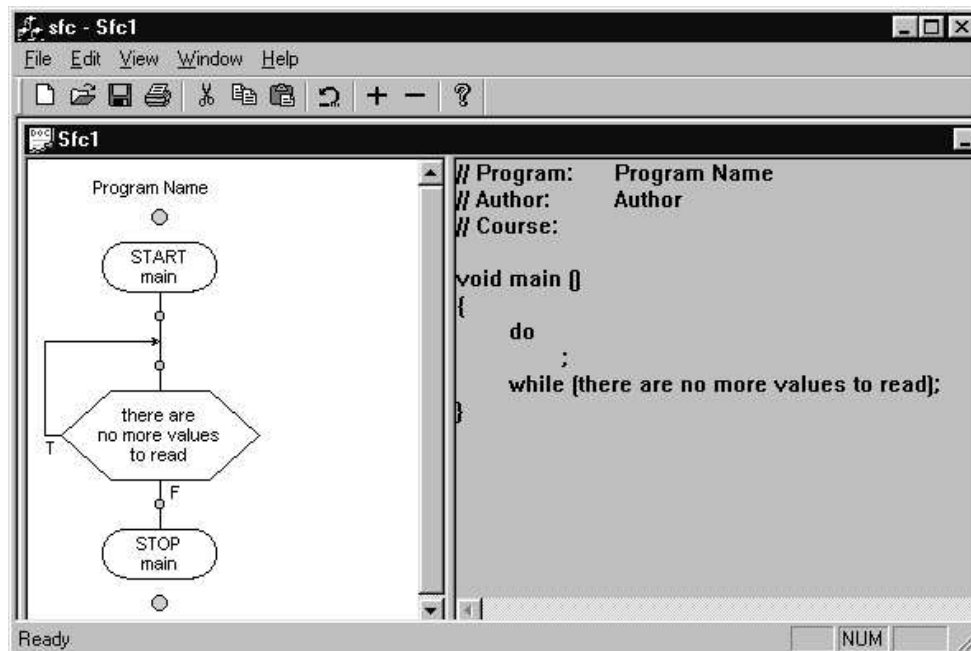 sfc - Sfc1
File Edit View Window Help
Sfc1
Program Name
START
main
there are
no more values
to read
T
F
STOP
main
// Program: Program Name
// Author: Author
// Course:
void main ()
{
do
;
while (there are no more values to read);
}
Ready NUM